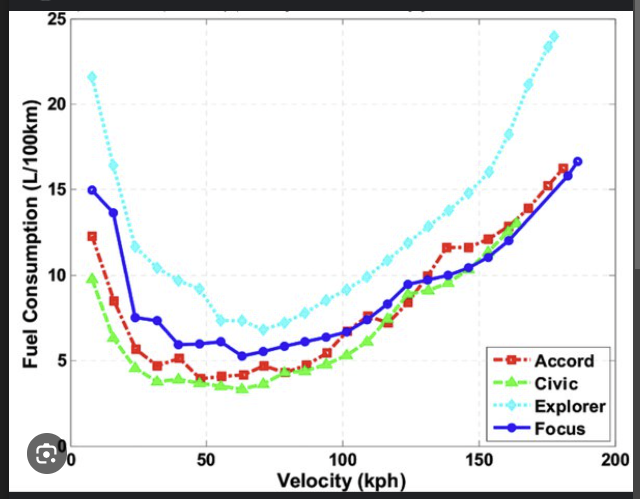 25
20
15
10
5
0
Fuel Consumption (L/100km)
0 50 100 150 200
Velocity (kph)
Accord
Civic
Explorer
Focus